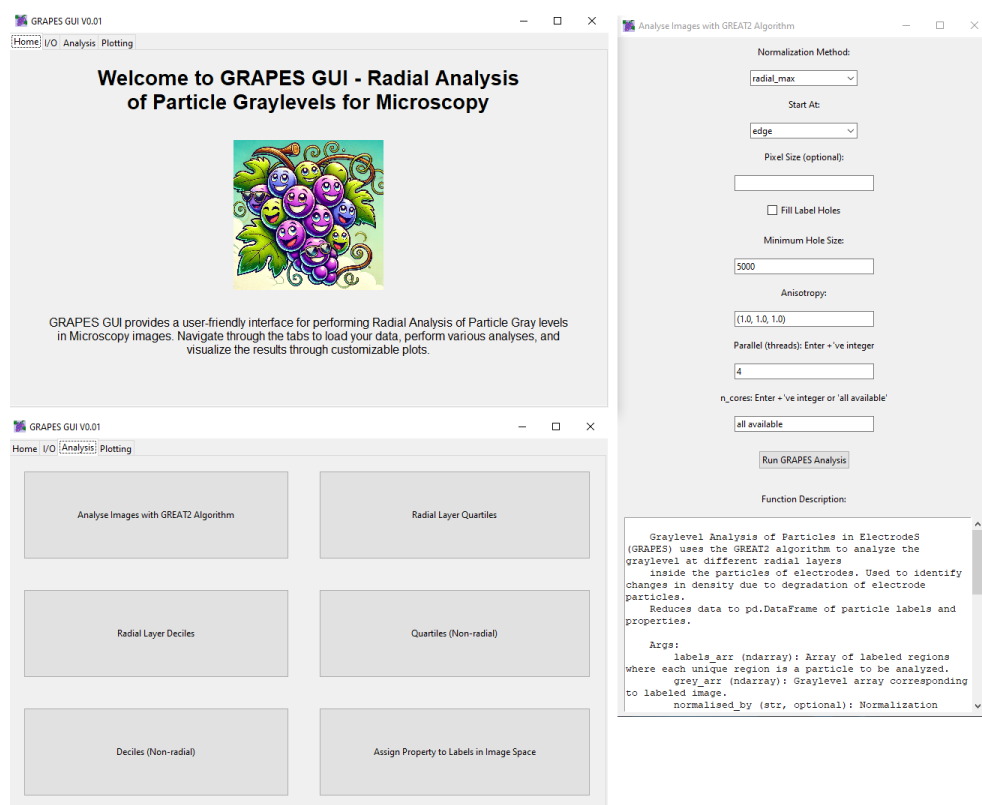 GRAPES GUI V0.01
Home I/O Analysis Plotting
Welcome to GRAPES GUI - Radial Analysis
of Particle Graylevels for Microscopy
GRAPES GUI provides a user-friendly interface for performing Radial Analysis of Particle Gray levels
in Microscopy images. Navigate through the tabs to load your data, perform various analyses, and
visualize the results through customizable plots.
GRAPES GUI V0.01
Home I/O Analysis Plotting
Analyse Images with GREAT2 Algorithm
Radial Layer Quartiles
Radial Layer Deciles
Quartiles (Non-radial)
Deciles (Non-radial)
Assign Property to Labels in Image Space
Analyse Images with GREAT2 Algorithm
Normalization Method:
radial_max
Start At:
edge
Pixel Size (optional):
Fill Label Holes
Minimum Hole Size:
5000
Anisotropy:
(1.0, 1.0, 1.0)
Parallel (threads): Enter +'ve integer
4
n_cores: Enter +'ve integer or 'all available'
all available
Run GRAPES Analysis
Function Description:
Graylevel Analysis of Particles in ElectrodeS
(GRAPES) uses the GREAT2 algorithm to analyze the
graylevel at different radial layers
inside the particles of electrodes. Used to identify
changes in density due to degradation of electrode
particles.
Reduces data to pd.DataFrame of particle labels and
properties.
Args:
labels_arr (ndarray): Array of labeled regions
where each unique region is a particle to be analyzed.
grey_arr (ndarray): Graylevel array corresponding
to labeled image.
normalised_by (str, optional): Normalization